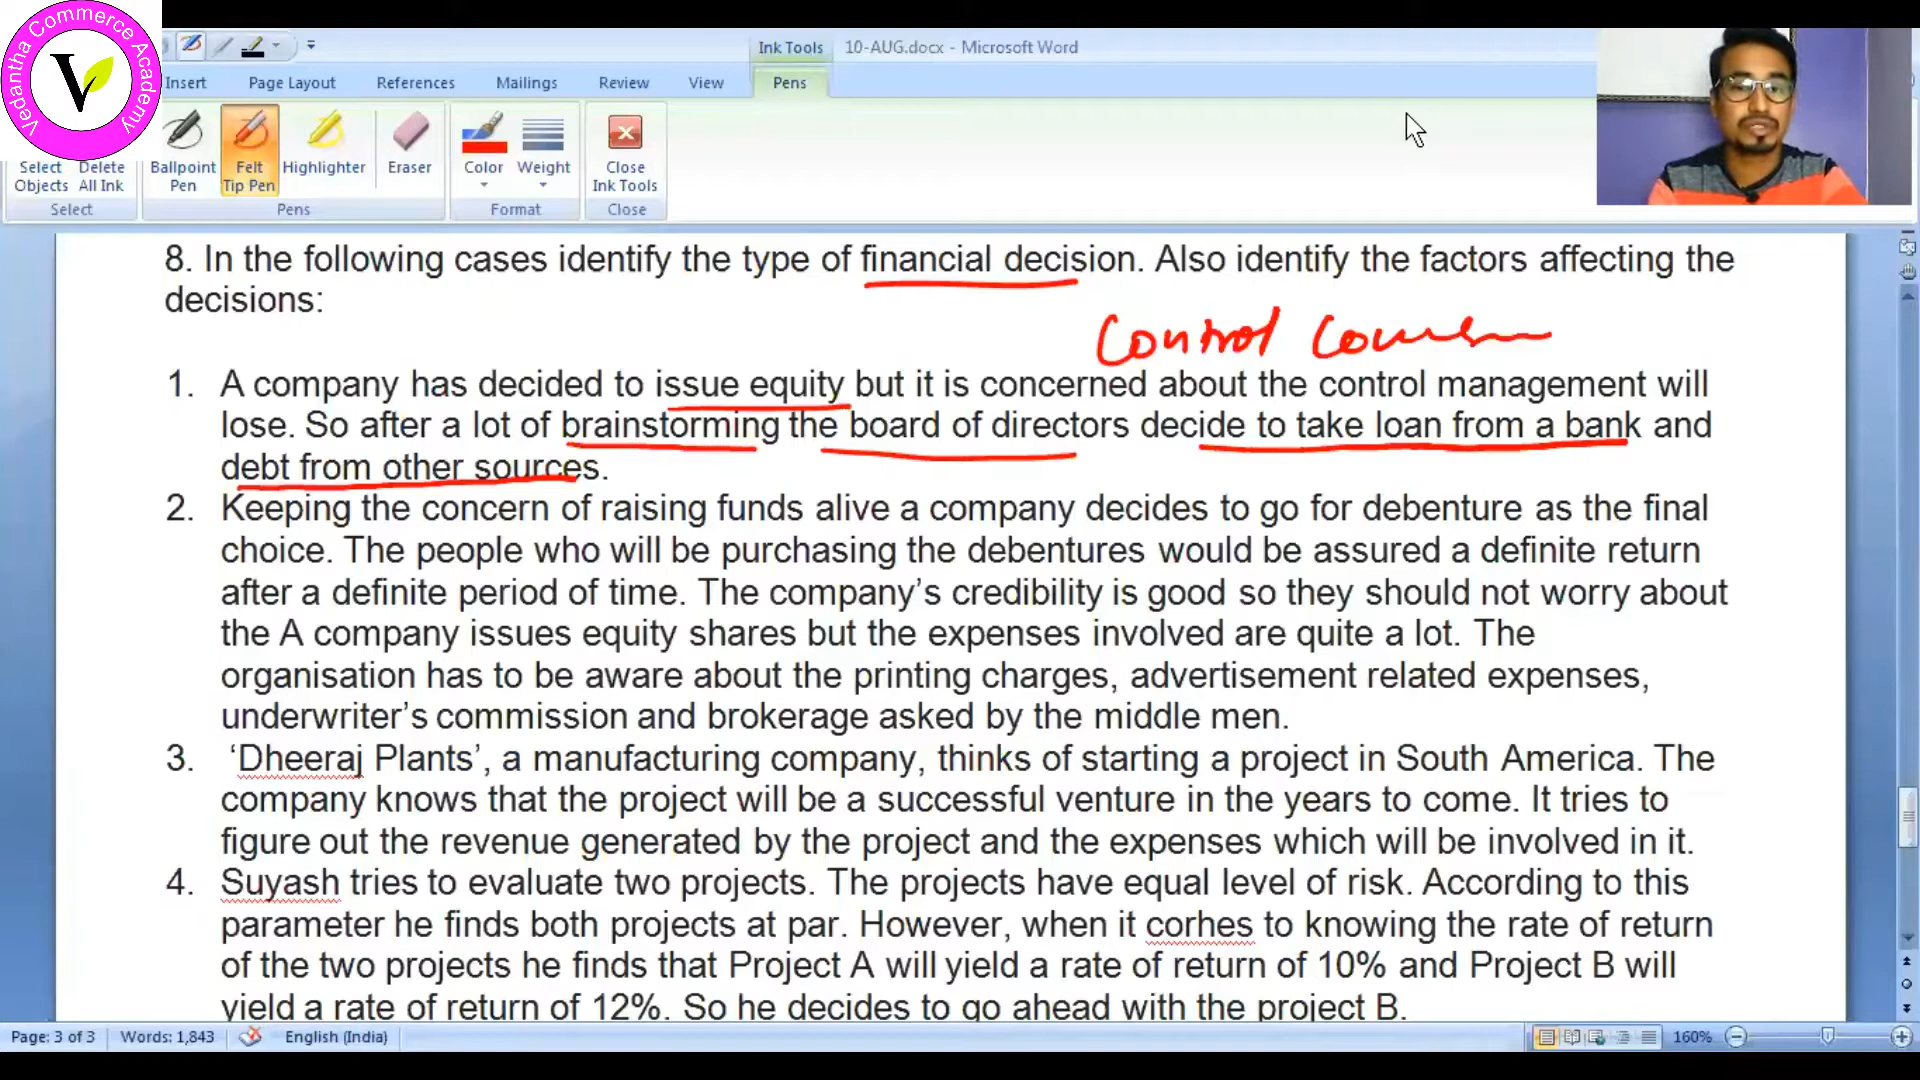 Vedantha Commerce Academy
V
Ink Tools
10-AUG.docx - Microsoft Word
Insert
Page Layout
References
Mailings
Review
View
Pens
Select Objects
Delete All Ink
Ballpoint Pen
Felt Tip Pen
Highlighter
Eraser
Color
Weight
Close Ink Tools
Select
Pens
Format
Close
8. In the following cases identify the type of financial decision. Also identify the factors affecting the
decisions:
Control
1. A company has decided to issue equity but it is concerned about the control management will
lose. So after a lot of brainstorming the board of directors decide to take loan from a bank and
debt from other sources.
2. Keeping the concern of raising funds alive a company decides to go for debenture as the final
choice. The people who will be purchasing the debentures would be assured a definite return
after a definite period of time. The company's credibility is good so they should not worry about
the A company issues equity shares but the expenses involved are quite a lot. The
organisation has to be aware about the printing charges, advertisement related expenses,
underwriter's commission and brokerage asked by the middle men.
3. ‘Dheeraj Plants’, a manufacturing company, thinks of starting a project in South America. The
company knows that the project will be a successful venture in the years to come. It tries to
figure out the revenue generated by the project and the expenses which will be involved in it.
4. Suyash tries to evaluate two projects. The projects have equal level of risk. According to this
parameter he finds both projects at par. However, when it corhes to knowing the rate of return
of the two projects he finds that Project A will yield a rate of return of 10% and Project B will
yield a rate of return of 12%. So he decides to go ahead with the project B.
Page: 3 of 3
Words: 1,843
English (India)
160%